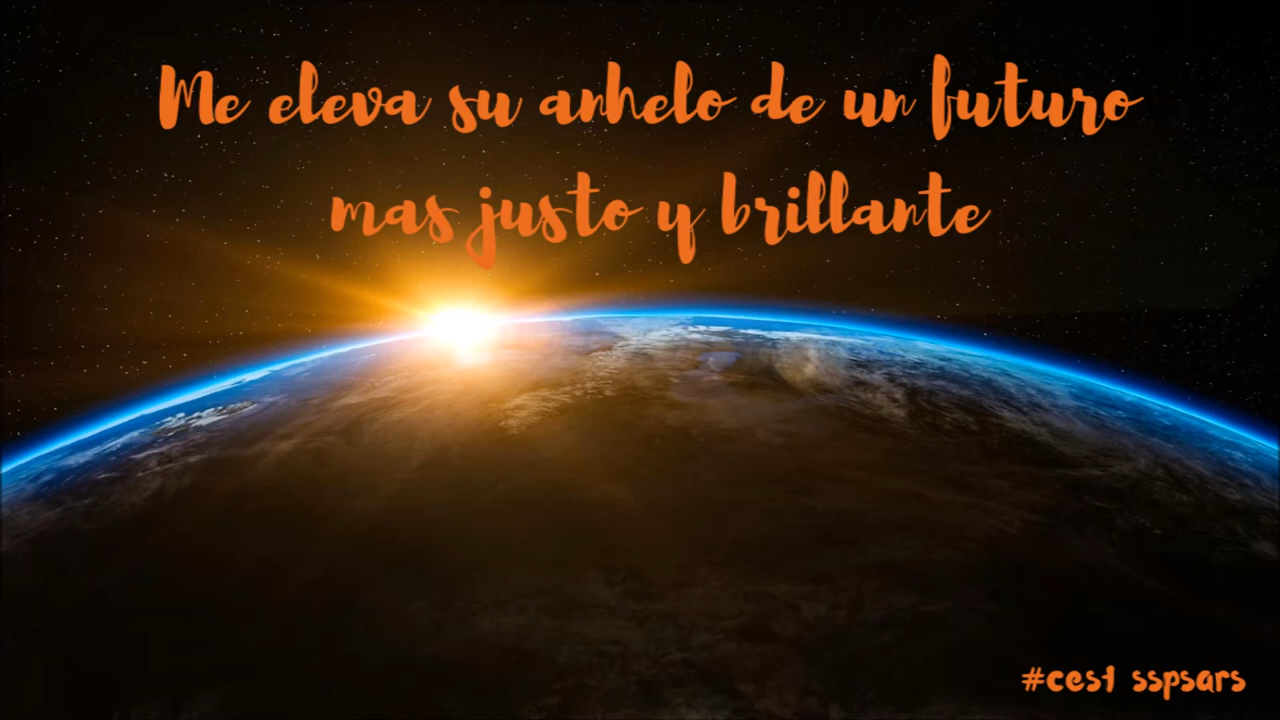 Me eleva su anhelo de un futuro
mas justo y brillante
#ces1 sspsars